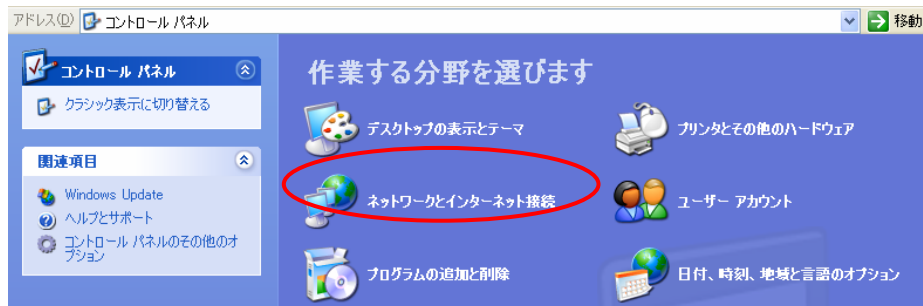 アドレス(D) コントロール パネル 移動
コントロール パネル
クラシック表示に切り替える
関連項目
Windows Update
ヘルプとサポート
コントロール パネルのその他のオ
プション
作業する分野を選びます
デスクトップの表示とテーマ
プリンタとその他のハードウェア
ネットワークとインターネット接続
ユーザー アカウント
プログラムの追加と削除
日付、時刻、地域と言語のオプション